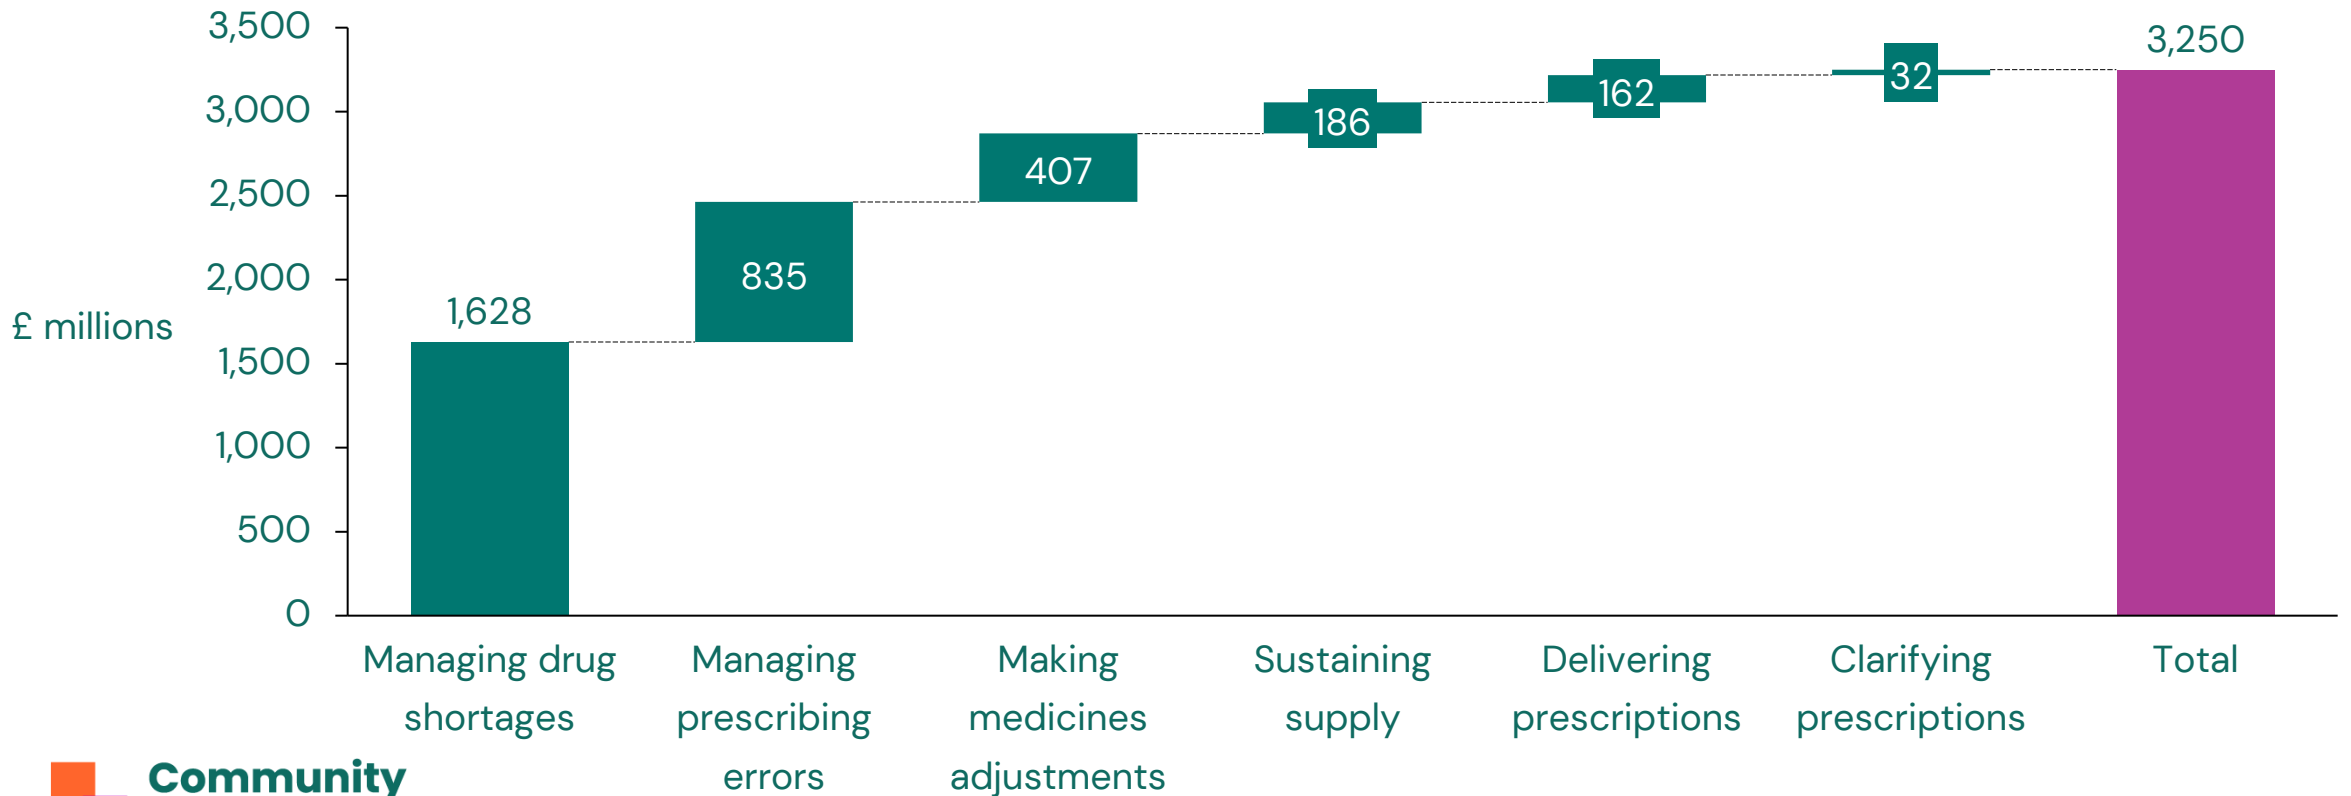 3,500
3,000
2,500
2,000
1,500
1,000
500
0
£ millions
1,628
835
407
186
162
32
3,250
Managing drug
shortages
Managing
prescribing
errors
Making
medicines
adjustments
Sustaining
supply
Delivering
prescriptions
Clarifying
prescriptions
Total
Community